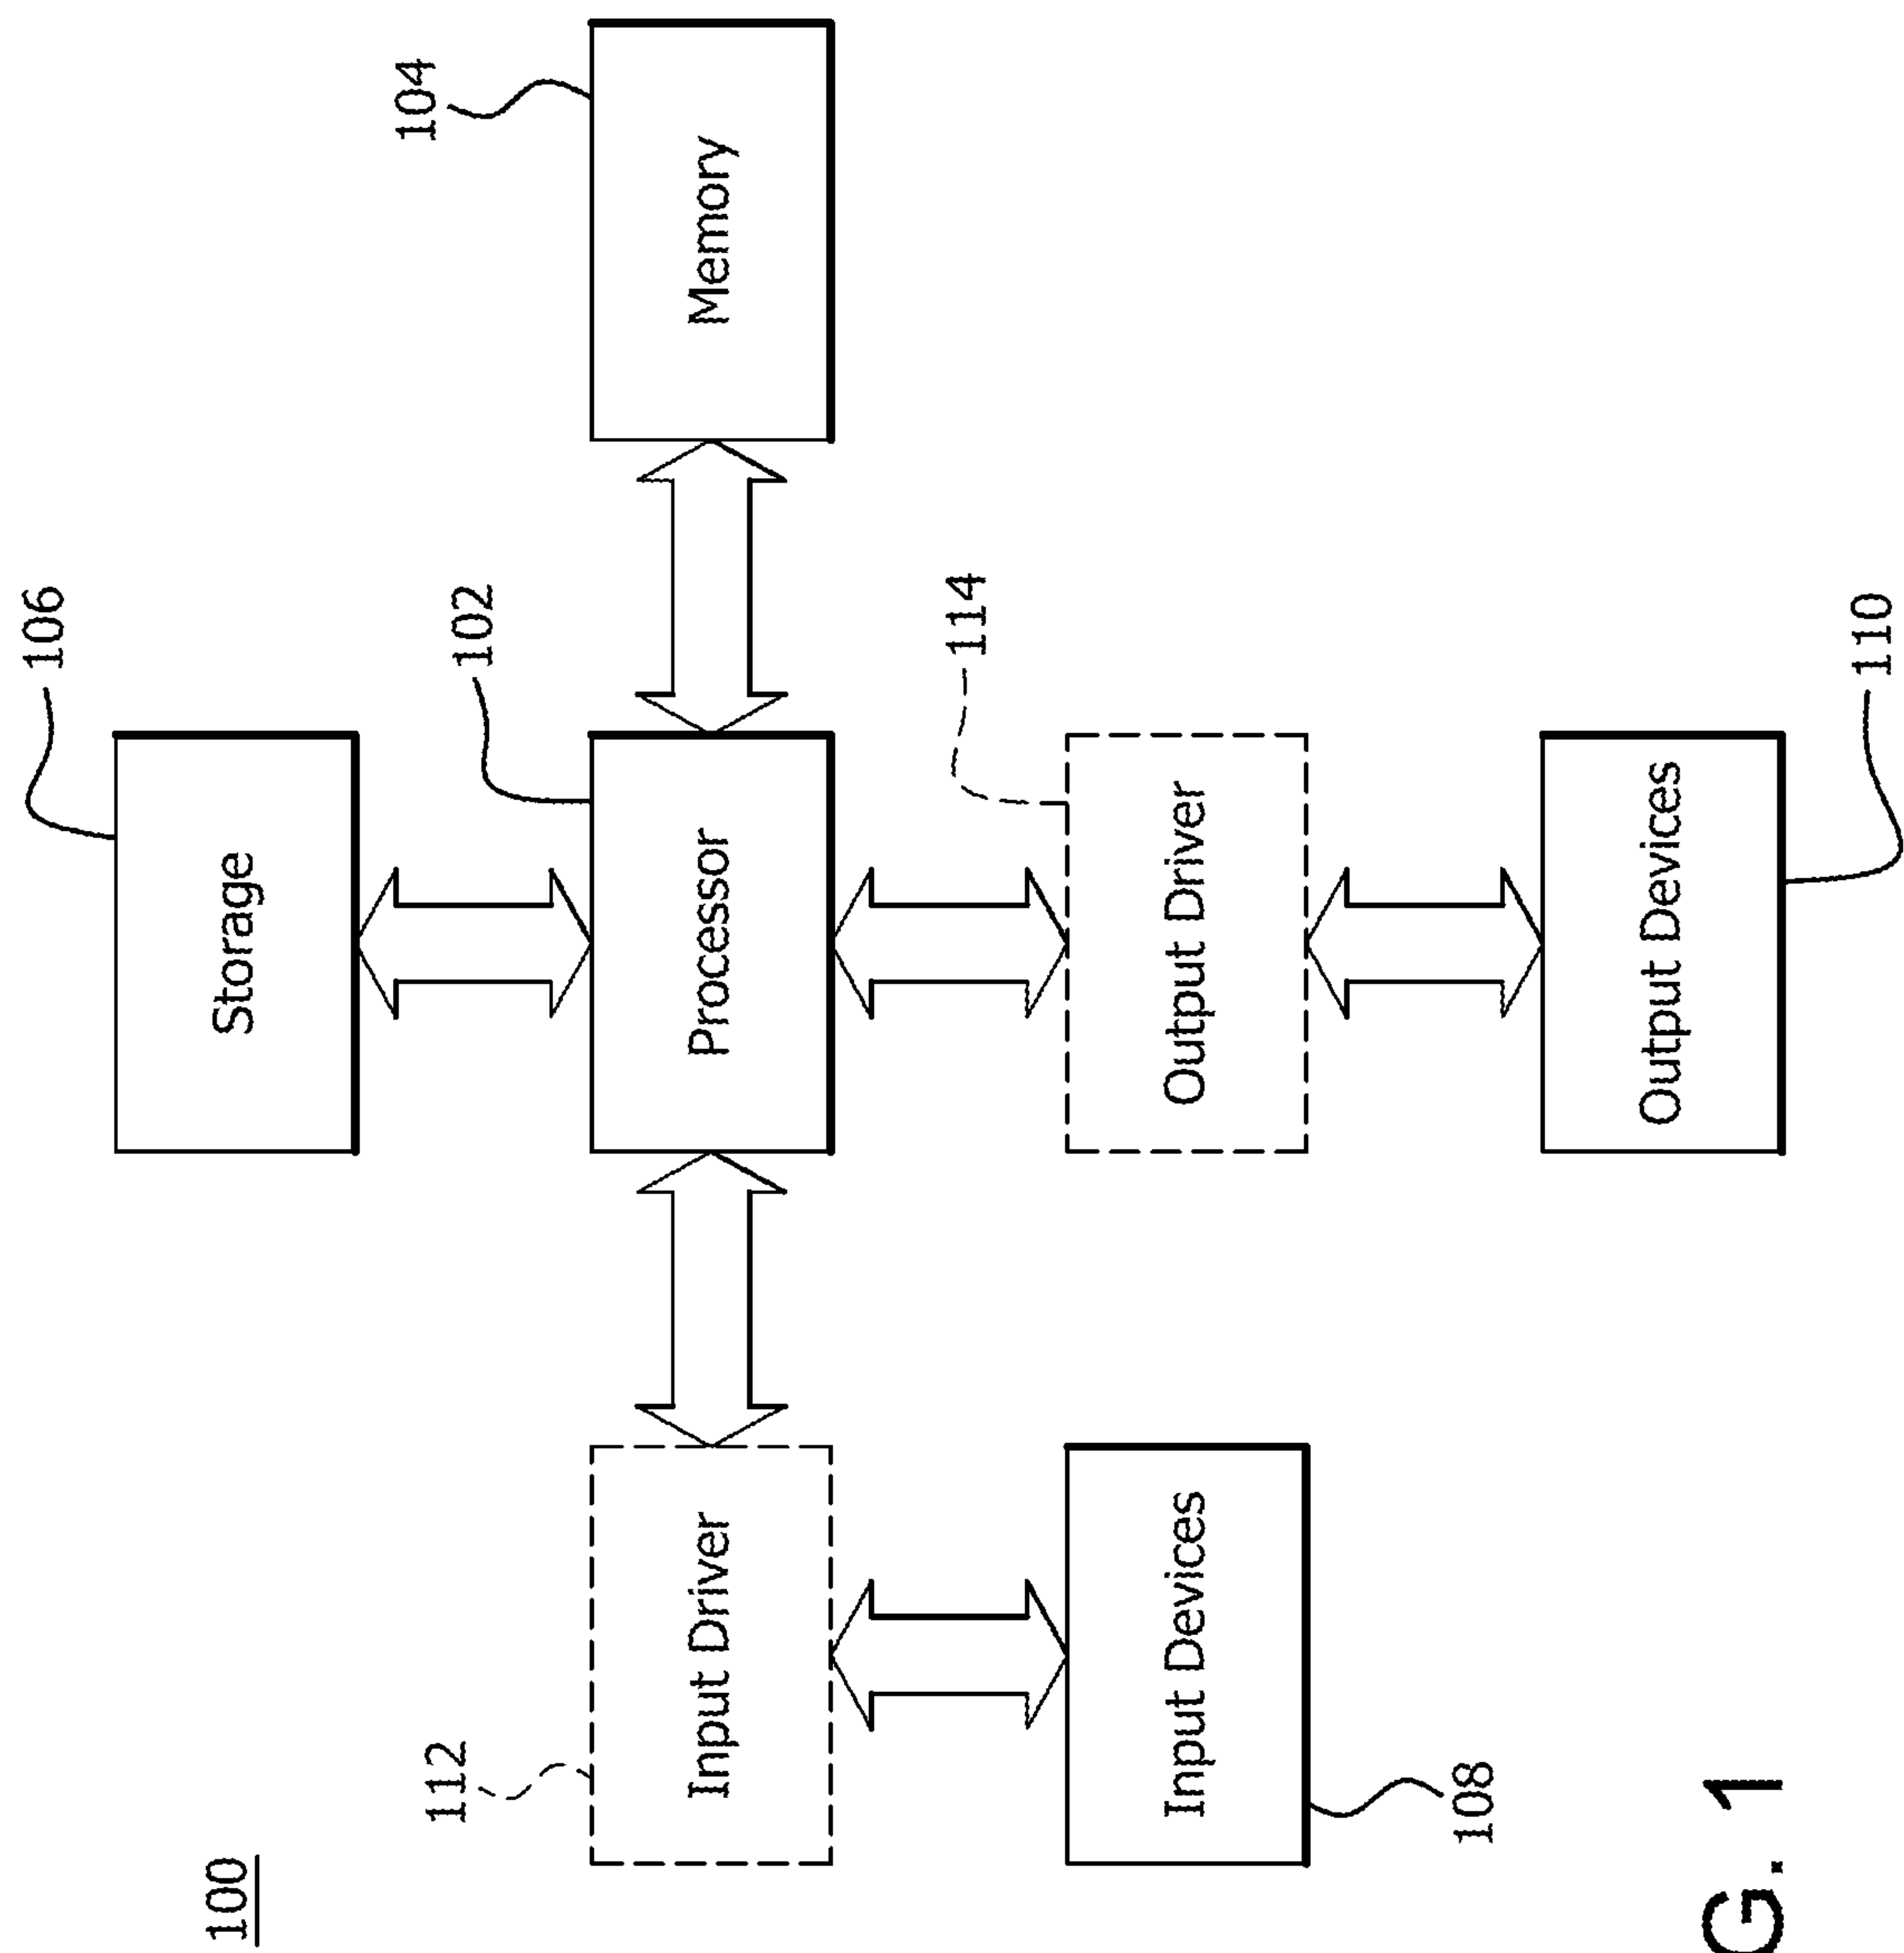 106
100
Storage
112
102
104
Input Driver
Processor
Memory
114
Input Devices
Output Driver
108
Output Devices
110
G. 1